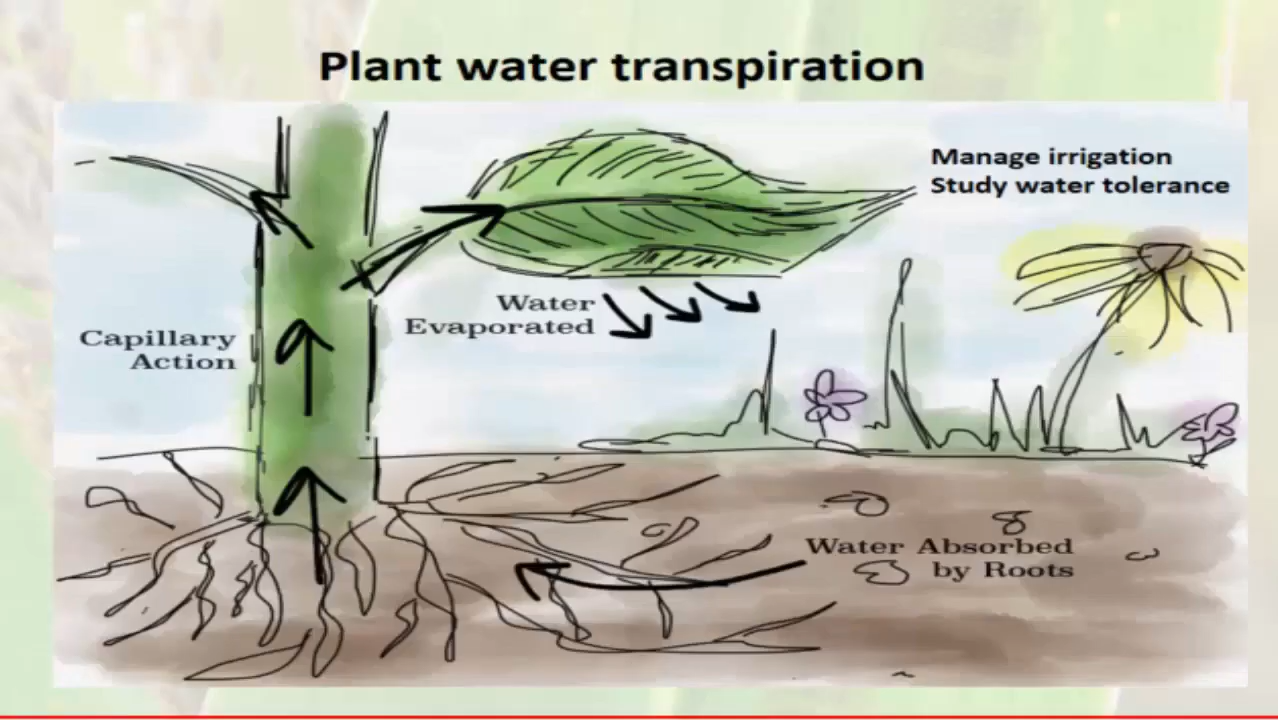 Plant water transpiration
Manage irrigation
Study water tolerance
Water
Evaporated
Capillary
Action
Water Absorbed
by Roots